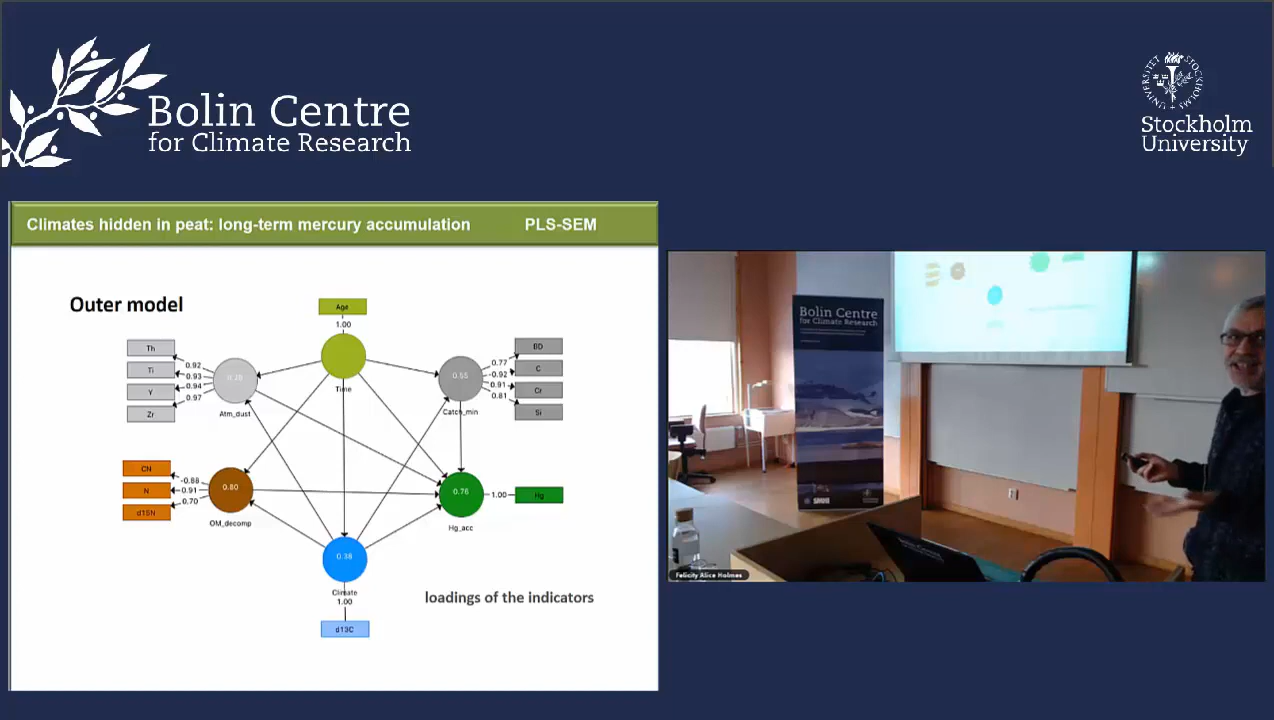 Bolin Centre
for Climate Research
STOCKHOLMS UNIVERSITET
Stockholm
University
Climates hidden in peat: long-term mercury accumulation PLS-SEM
Outer model
Age
1.00
Time
Th
Ti
Y
Zr
0.92
0.93
0.94
0.97
0.29
Atm_dust
BD
C
Cr
Si
0.77
-0.92
0.91
0.81
0.55
Catch_min
CN
N
d15N
-0.88
0.91
0.70
0.80
OM_decomp
0.76
1.00
Hg
Hg_acc
0.38
Climate
1.00
d13C
loadings of the indicators
Bolin Centre
for Climate Research
Felicity Alice Holmes